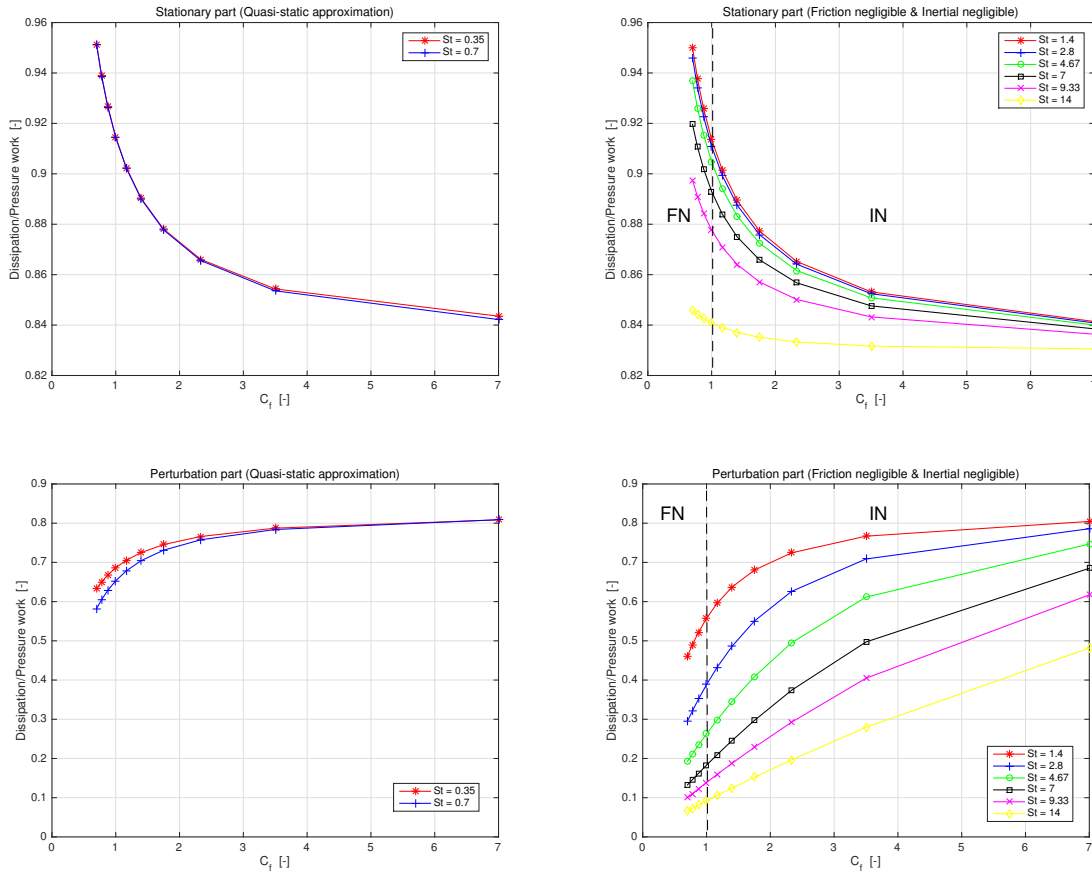 Stationary part (Quasi-static approximation)
0.96
0.94
0.92
0.9
0.88
0.86
0.84
0.82
Dissipation/Pressure work [-]
0 1 2 3 4 5 6 7
C_f [-]
St = 0.35
St = 0.7
Stationary part (Friction negligible & Inertial negligible)
0.96
0.94
0.92
0.9
0.88
0.86
0.84
0.82
Dissipation/Pressure work [-]
0 1 2 3 4 5 6 7
C_f [-]
FN
IN
St = 1.4
St = 2.8
St = 4.67
St = 7
St = 9.33
St = 14
Perturbation part (Quasi-static approximation)
0.9
0.8
0.7
0.6
0.5
0.4
0.3
0.2
0.1
0
Dissipation/Pressure work [-]
0 1 2 3 4 5 6 7
C_f [-]
St = 0.35
St = 0.7
Perturbation part (Friction negligible & Inertial negligible)
0.9
0.8
0.7
0.6
0.5
0.4
0.3
0.2
0.1
0
Dissipation/Pressure work [-]
0 1 2 3 4 5 6 7
C_f [-]
FN
IN
St = 1.4
St = 2.8
St = 4.67
St = 7
St = 9.33
St = 14